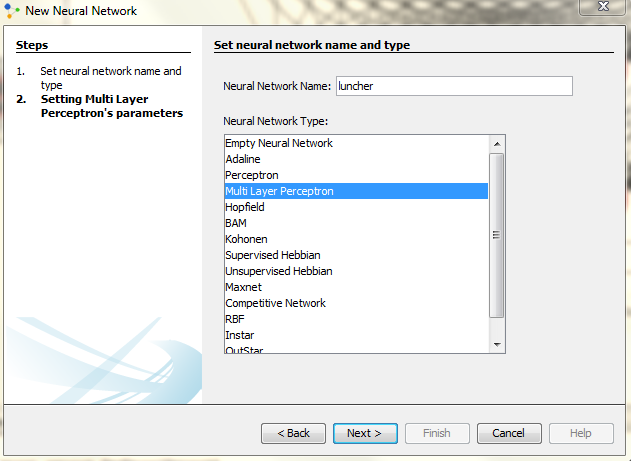 New Neural Network
Steps
1. Set neural network name and
type
2. Setting Multi Layer
Perceptron's parameters
Set neural network name and type
Neural Network Name: luncher
Neural Network Type:
Empty Neural Network
Adaline
Perceptron
Multi Layer Perceptron
Hopfield
BAM
Kohonen
Supervised Hebbian
Unsupervised Hebbian
Maxnet
Competitive Network
RBF
Instar
OutStar
< Back
Next >
Finish
Cancel
Help